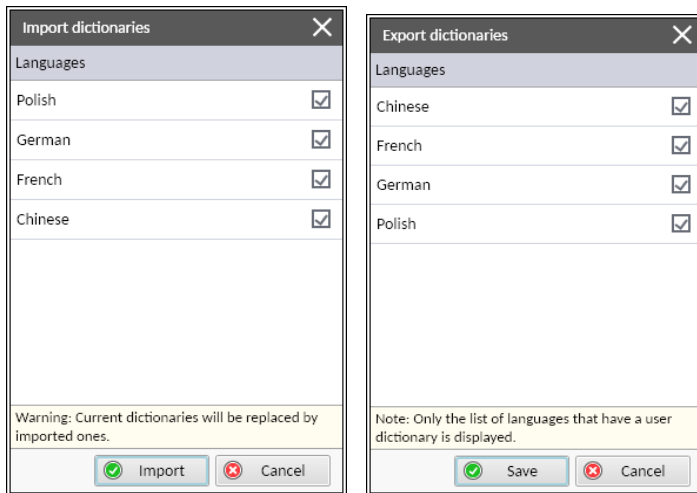 Import dictionaries
Languages
Polish
German
French
Chinese
Warning: Current dictionaries will be replaced by
imported ones.
Import
Cancel
Export dictionaries
Languages
Chinese
French
German
Polish
Note: Only the list of languages that have a user
dictionary is displayed.
Save
Cancel